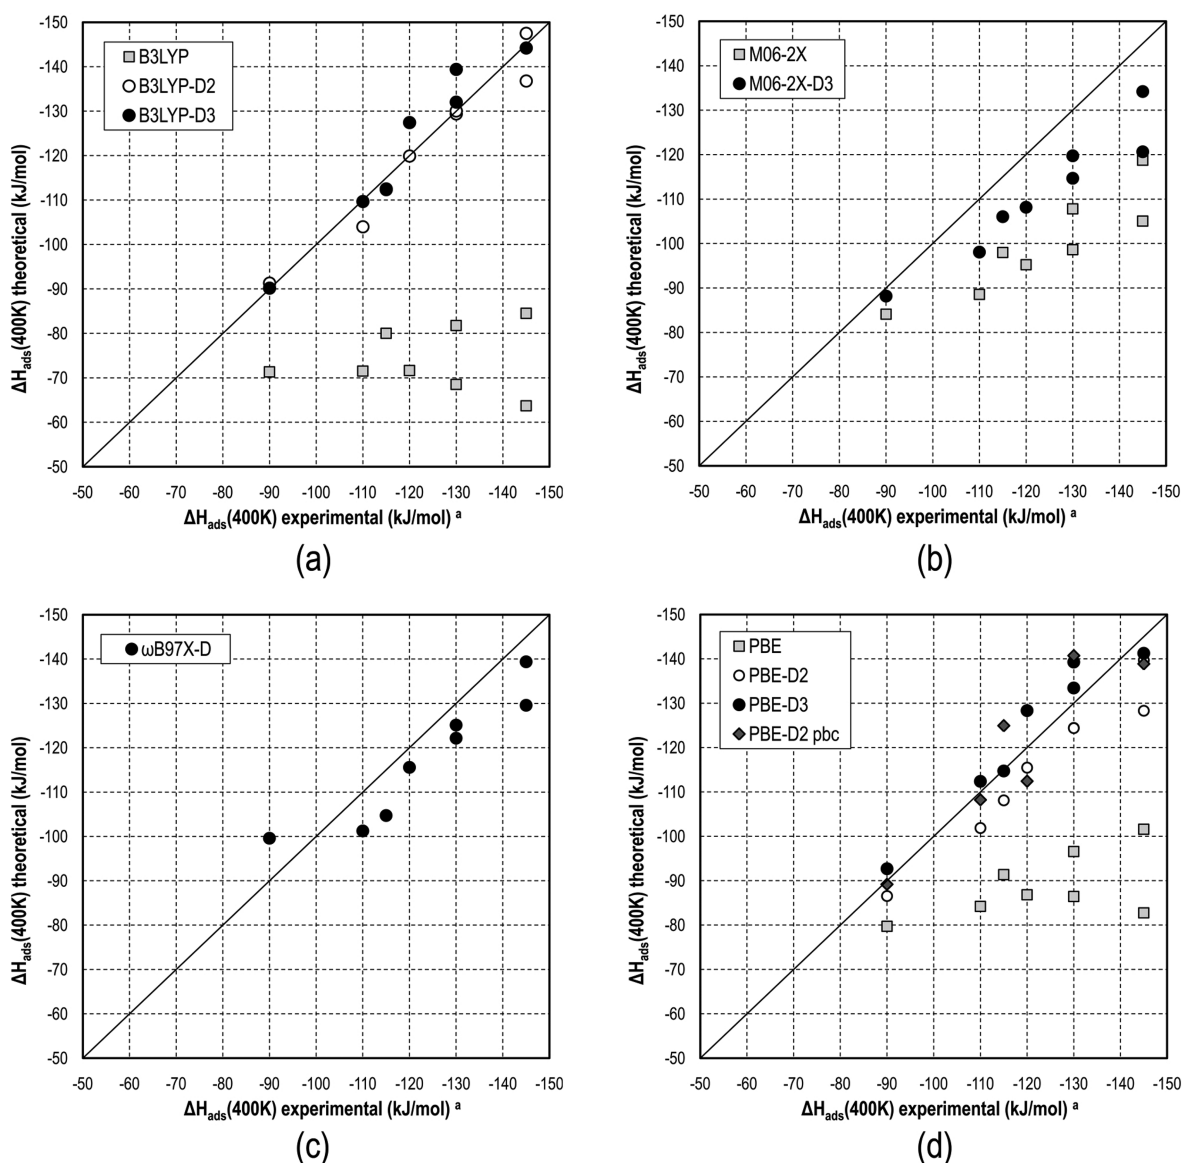 -150
-140
-130
-120
-110
-100
-90
-80
-70
-60
-50
ΔHads(400K) theoretical (kJ/mol)
B3LYP
B3LYP-D2
B3LYP-D3
-50 -60 -70 -80 -90 -100 -110 -120 -130 -140 -150
ΔHads(400K) experimental (kJ/mol) a
(a)
-150
-140
-130
-120
-110
-100
-90
-80
-70
-60
-50
ΔHads(400K) theoretical (kJ/mol)
M06-2X
M06-2X-D3
-50 -60 -70 -80 -90 -100 -110 -120 -130 -140 -150
ΔHads(400K) experimental (kJ/mol) a
(b)
-150
-140
-130
-120
-110
-100
-90
-80
-70
-60
-50
ΔHads(400K) theoretical (kJ/mol)
ωB97X-D
-50 -60 -70 -80 -90 -100 -110 -120 -130 -140 -150
ΔHads(400K) experimental (kJ/mol) a
(c)
-150
-140
-130
-120
-110
-100
-90
-80
-70
-60
-50
ΔHads(400K) theoretical (kJ/mol)
PBE
PBE-D2
PBE-D3
PBE-D2 pbc
-50 -60 -70 -80 -90 -100 -110 -120 -130 -140 -150
ΔHads(400K) experimental (kJ/mol) a
(d)